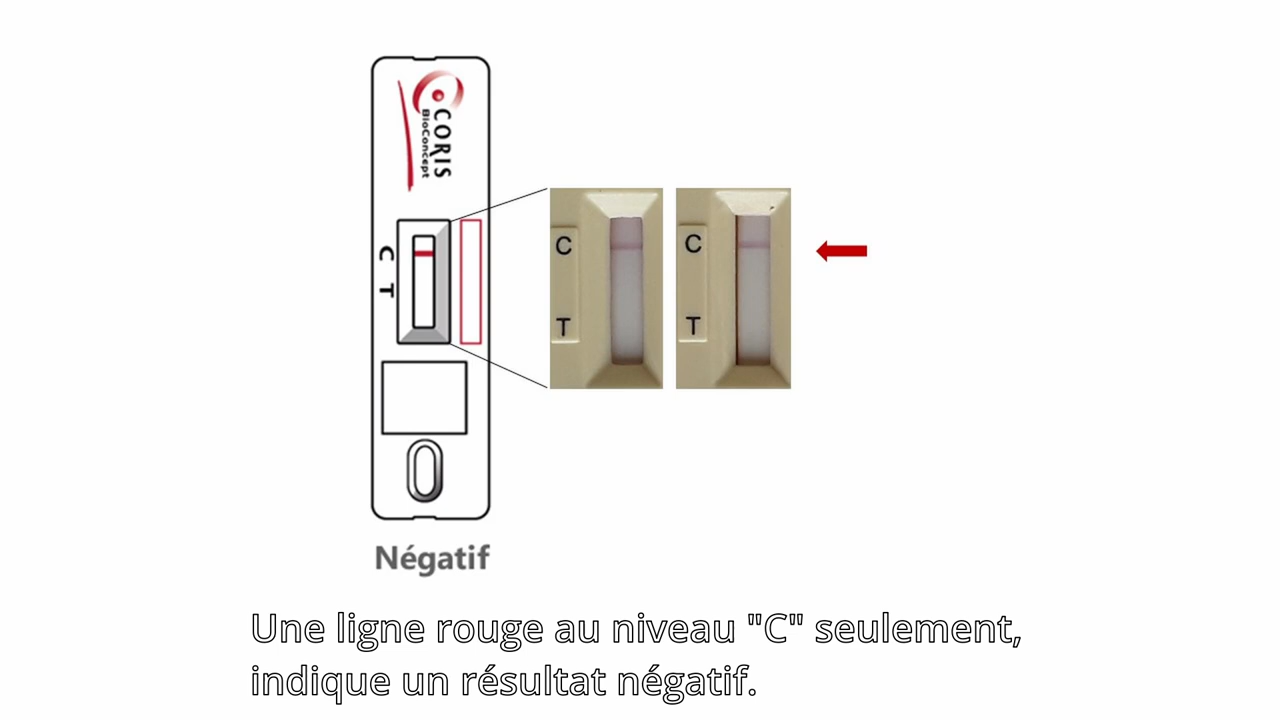 CORIS
BioConcept
C T
C
T
C
T
Négatif
Une ligne rouge au niveau "C" seulement,
indique un résultat négatif.